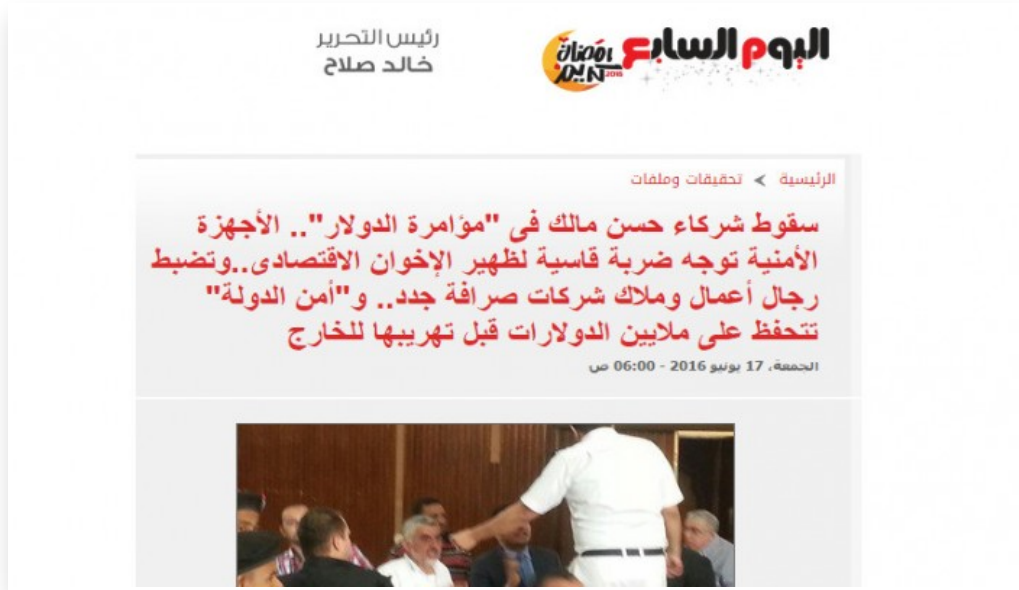 اليوم السابع
رمضان كريم
2016
رئيس التحرير
خالد صلاح
الرئيسية > تحقيقات وملفات
سقوط شركاء حسن مالك فى "مؤامرة الدولار".. الأجهزة
الأمنية توجه ضربة قاسية لظهير الإخوان الاقتصادى..وتضبط
رجال أعمال وملاك شركات صرافة جدد.. و"أمن الدولة"
تتحفظ على ملايين الدولارات قبل تهريبها للخارج
الجمعة، 17 يونيو 2016 - 06:00 ص